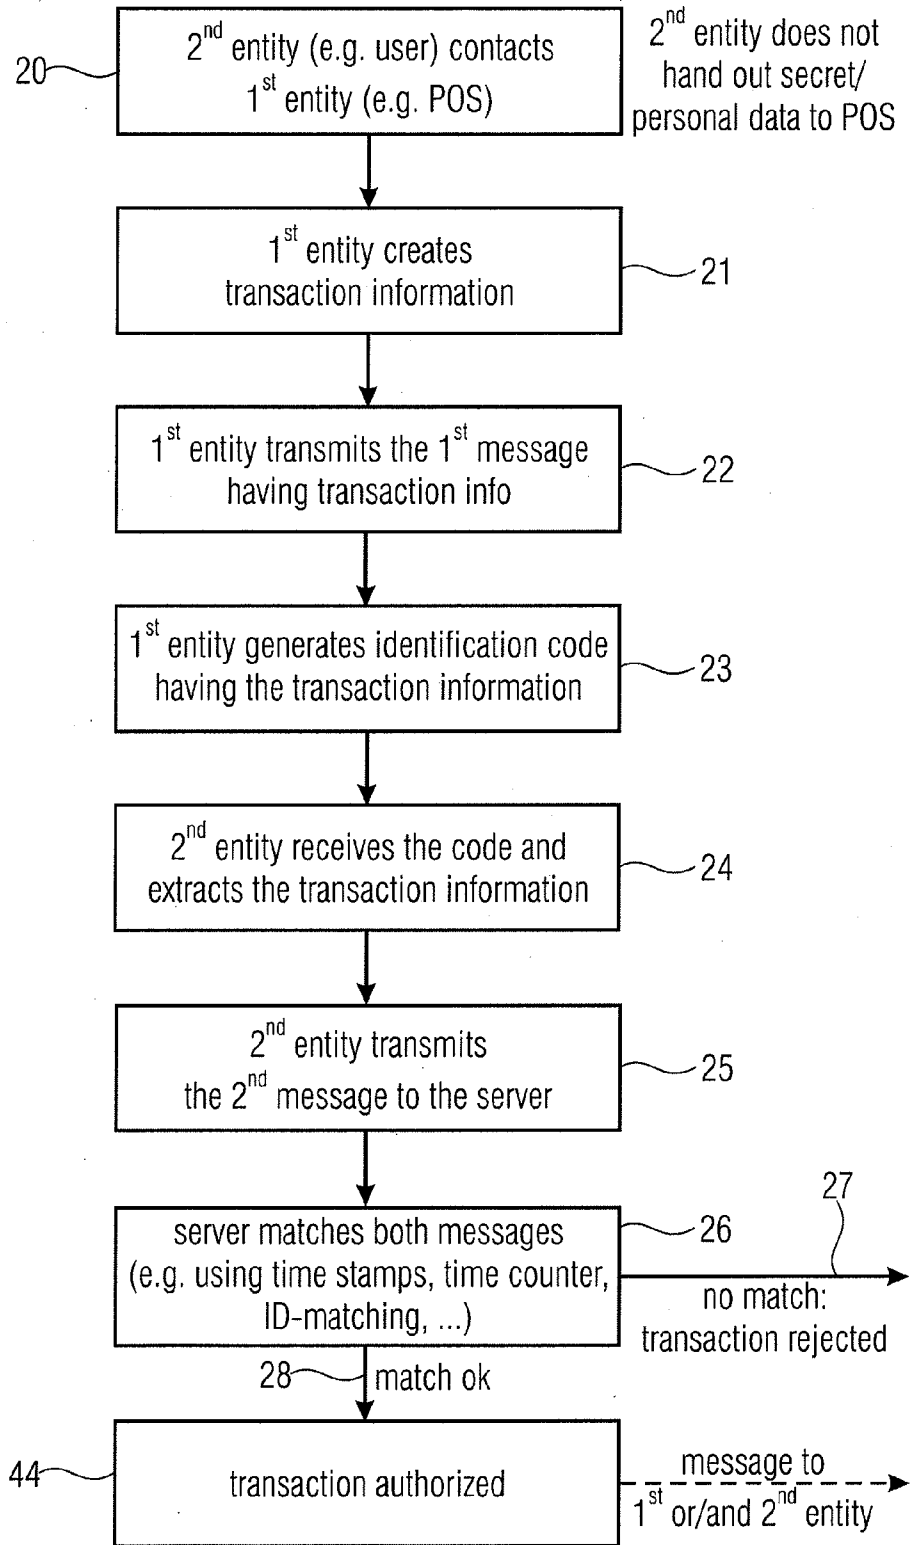 20
2nd entity (e.g. user) contacts
1st entity (e.g. POS)
2nd entity does not
hand out secret/
personal data to POS
1st entity creates
transaction information
21
1st entity transmits the 1st message
having transaction info
22
1st entity generates identification code
having the transaction information
23
2nd entity receives the code and
extracts the transaction information
24
2nd entity transmits
the 2nd message to the server
25
server matches both messages
(e.g. using time stamps, time counter,
ID-matching, ...)
26
27
no match:
transaction rejected
28
match ok
44
transaction authorized
message to
1st or/and 2nd entity